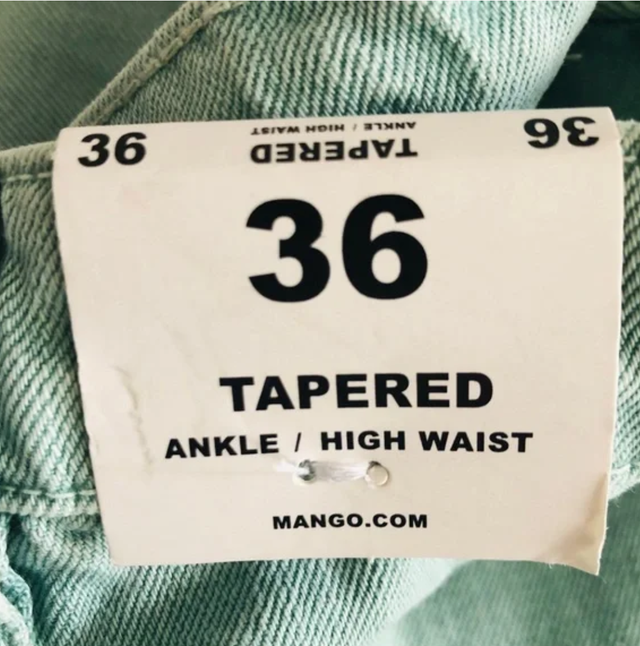 ANKLE / HIGH WAIST
TAPERED
36 36
36
TAPERED
ANKLE / HIGH WAIST
MANGO.COM